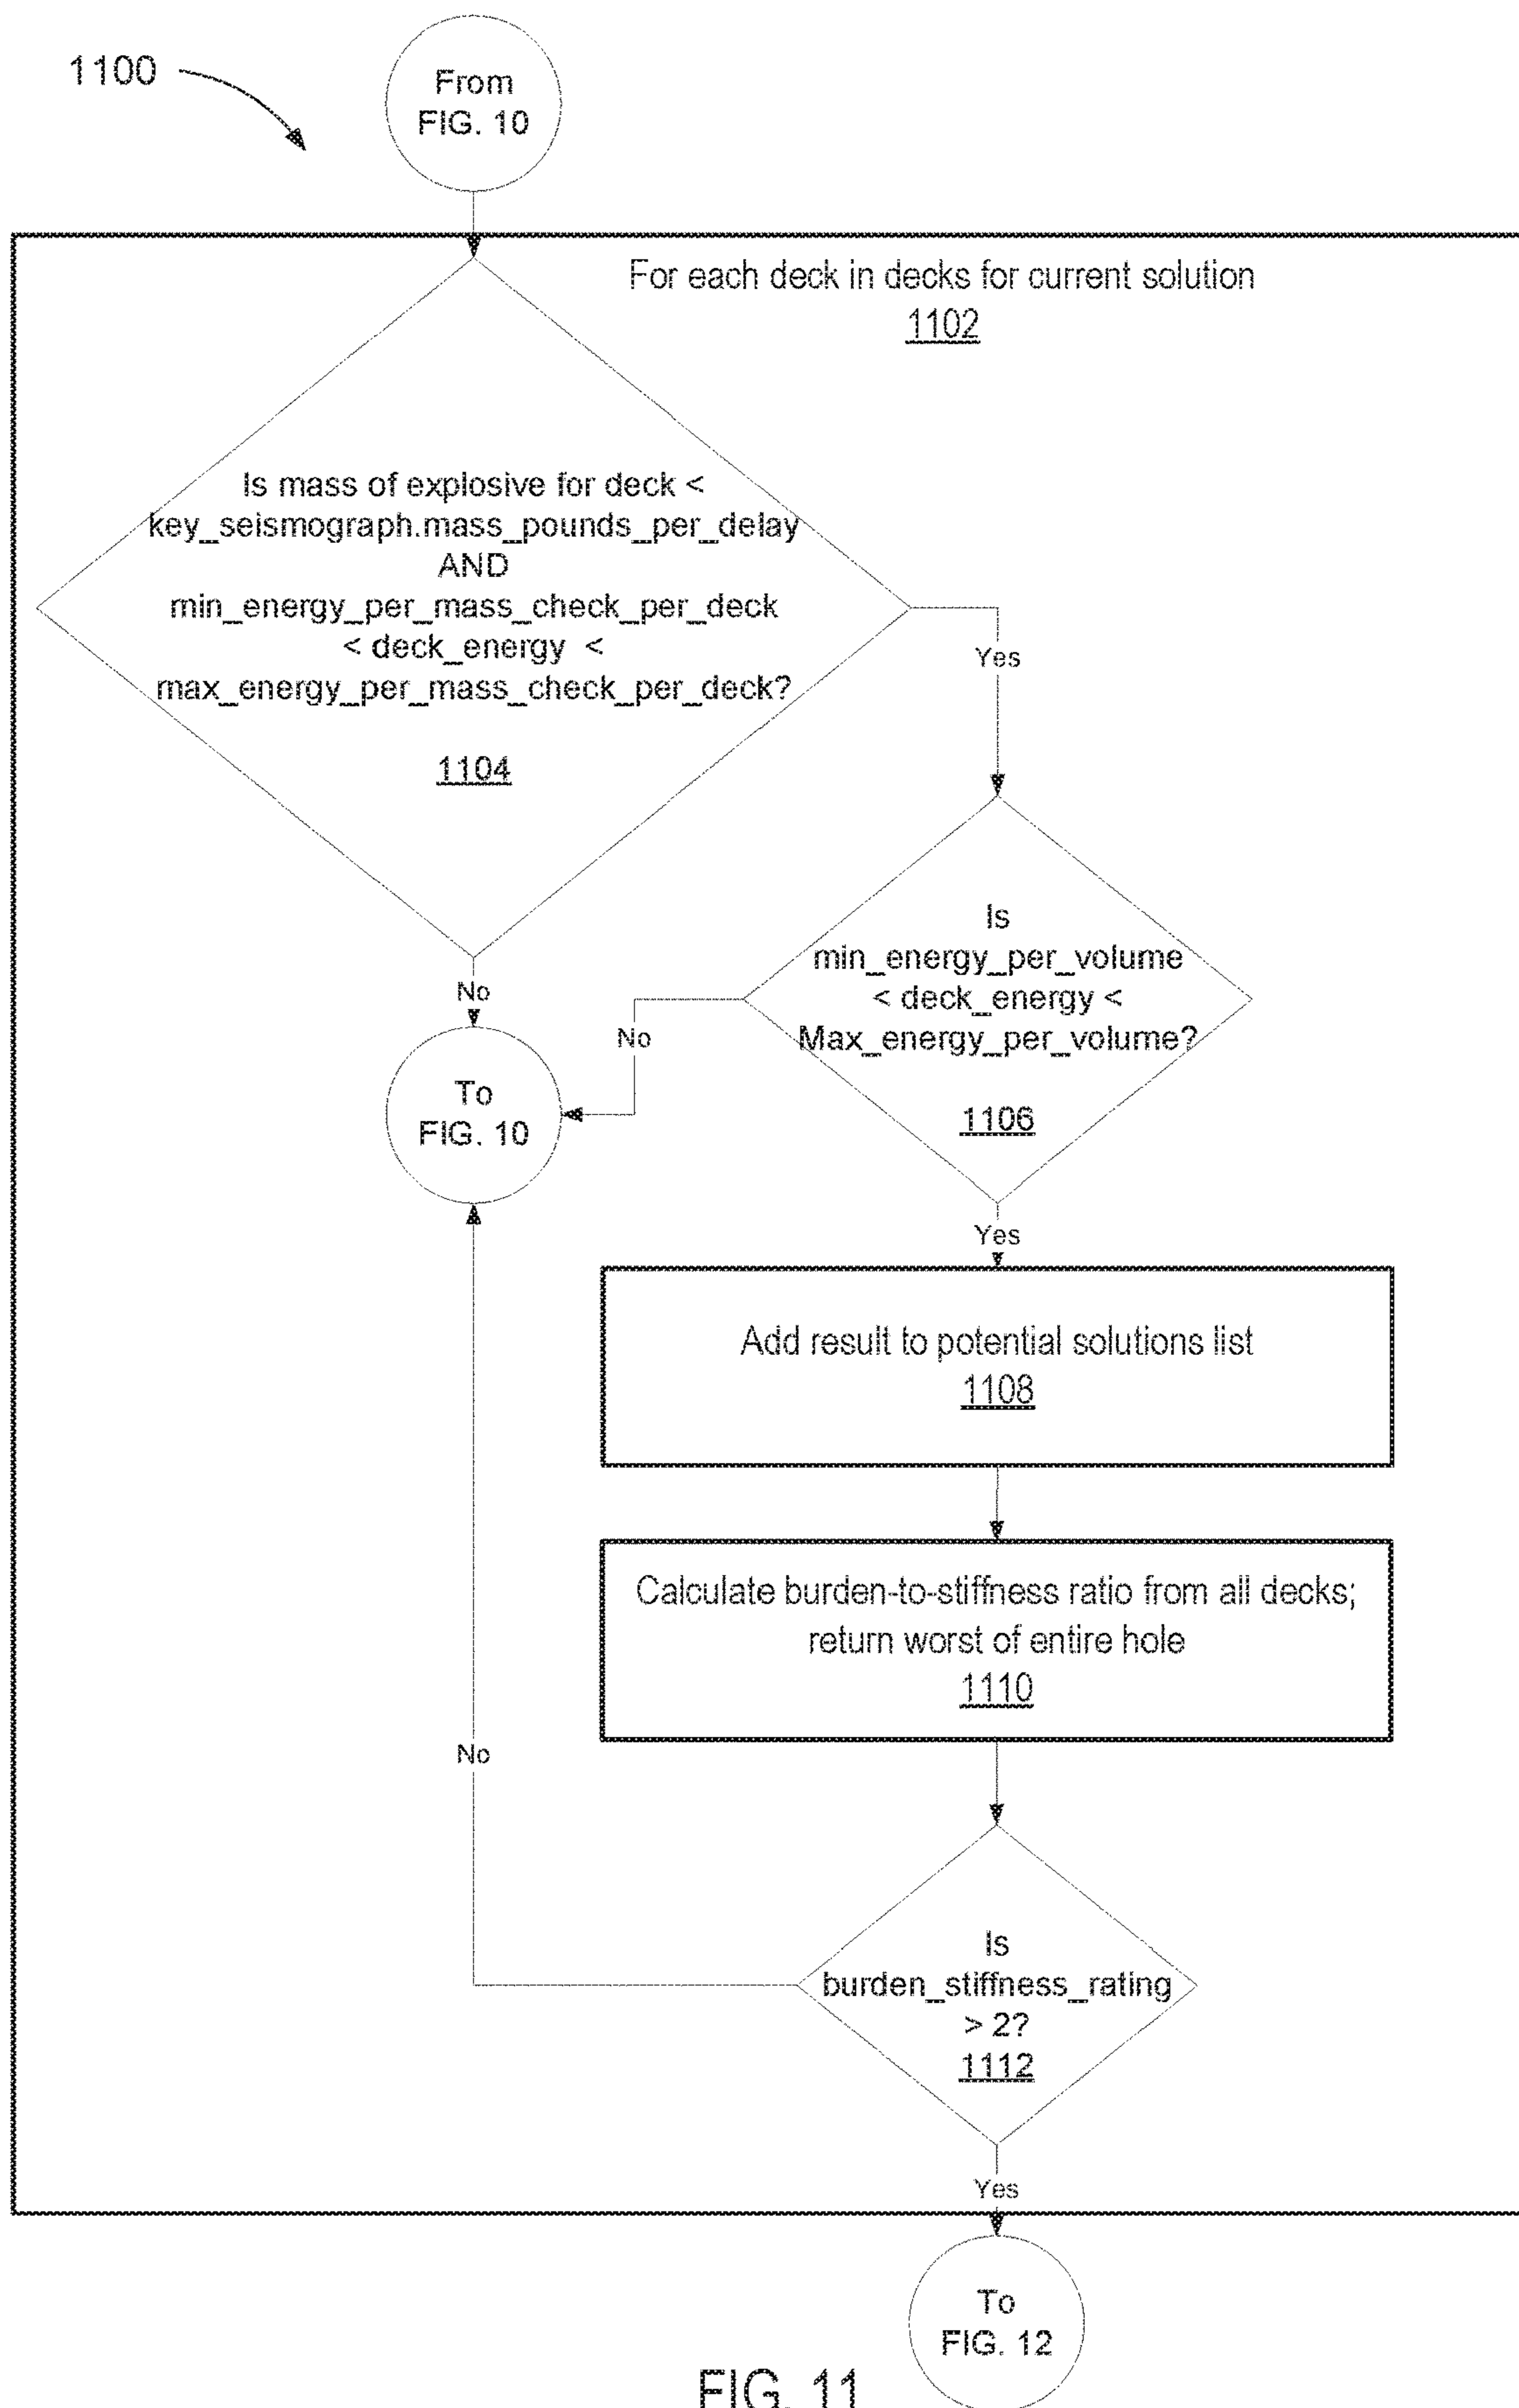 1100
From
FIG. 10
For each deck in decks for current solution
1102
Is mass of explosive for deck <
key_seismograph.mass_pounds_per_delay
AND
min_energy_per_mass_check_per_deck
< deck_energy <
max_energy_per_mass_check_per_deck?
1104
Yes
No
Is
min_energy_per_volume
< deck_energy <
Max_energy_per_volume?
1106
No
To
FIG. 10
Yes
Add result to potential solutions list
1108
Calculate burden-to-stiffness ratio from all decks;
return worst of entire hole
1110
No
Is
burden_stiffness_rating
> 2?
1112
Yes
To
FIG. 12
FIG. 11